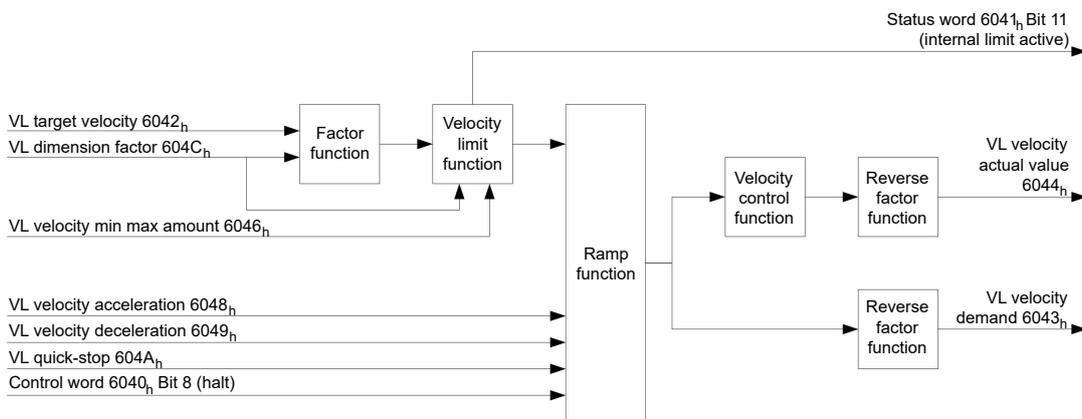 Status word 6041h Bit 11
(internal limit active)
VL target velocity 6042h
VL dimension factor 604Ch
Factor
function
Velocity
limit
function
VL velocity min max amount 6046h
VL velocity acceleration 6048h
VL velocity deceleration 6049h
VL quick-stop 604Ah
Control word 6040h Bit 8 (halt)
Ramp
function
Velocity
control
function
Reverse
factor
function
VL velocity
actual value
6044h
Reverse
factor
function
VL velocity
demand 6043h